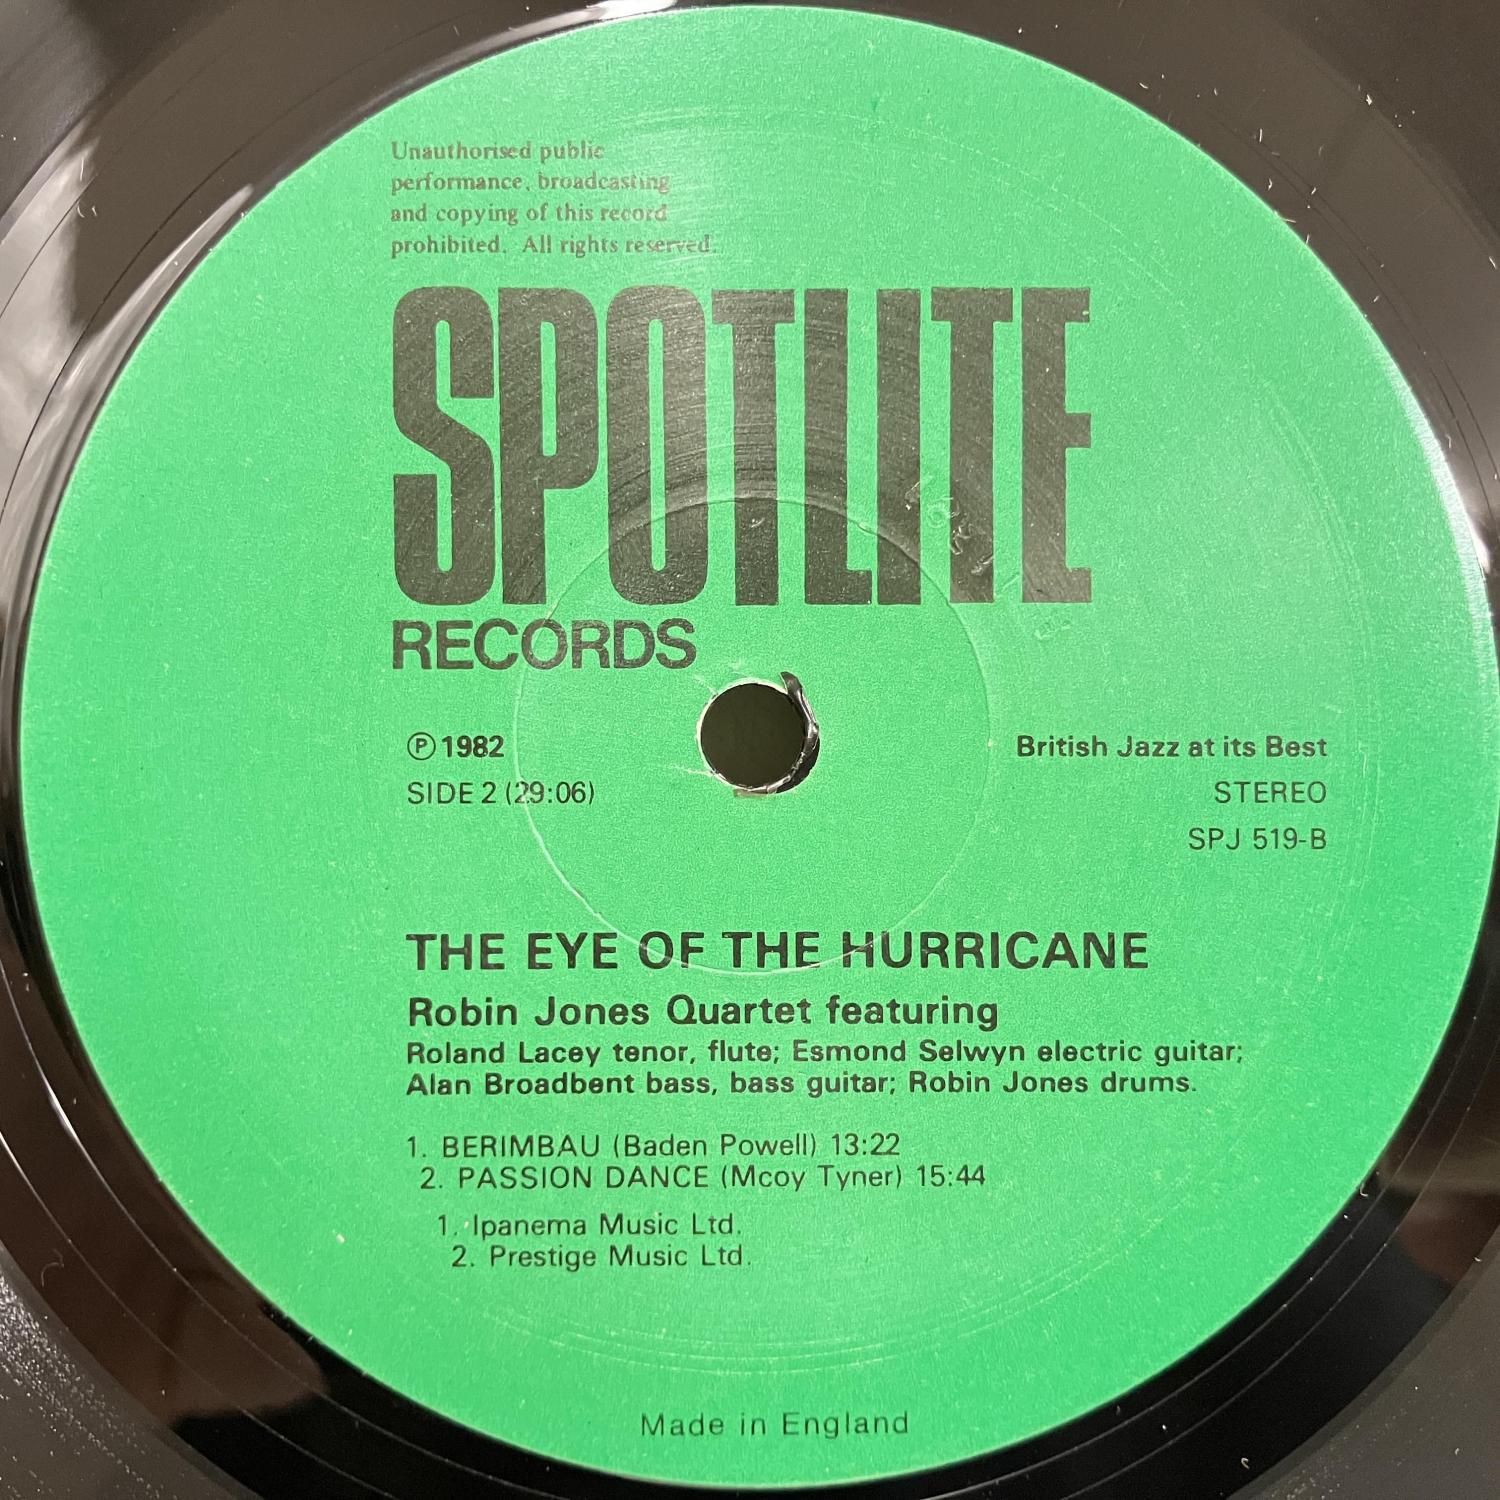 Unauthorised public
performance, broadcasting
and copying of this record
prohibited. All rights reserved.
SPOTLITE
RECORDS
Ⓟ 1982
SIDE 2 (29:06)
British Jazz at its Best
STEREO
SPJ 519-B
THE EYE OF THE HURRICANE
Robin Jones Quartet featuring
Roland Lacey tenor, flute; Esmond Selwyn electric guitar;
Alan Broadbent bass, bass guitar; Robin Jones drums.
1. BERIMBAU (Baden Powell) 13:22
2. PASSION DANCE (Mcoy Tyner) 15:44
1. Ipanema Music Ltd.
2. Prestige Music Ltd.
Made in England